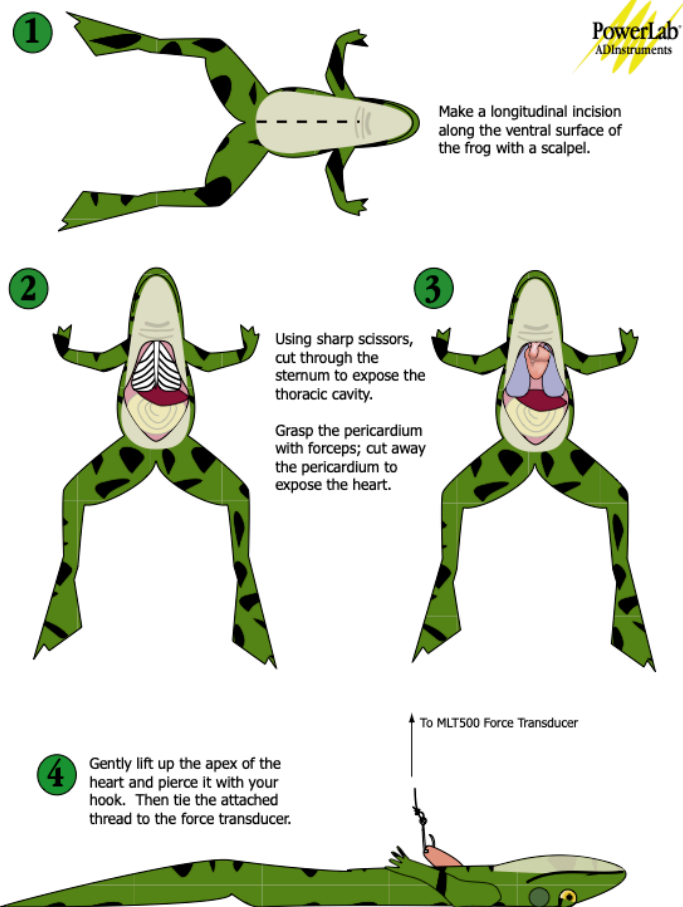 1
PowerLab
ADInstruments
Make a longitudinal incision
along the ventral surface of
the frog with a scalpel.
2
3
Using sharp scissors,
cut through the
sternum to expose the
thoracic cavity.
Grasp the pericardium
with forceps; cut away
the pericardium to
expose the heart.
To MLT500 Force Transducer
4
Gently lift up the apex of the
heart and pierce it with your
hook. Then tie the attached
thread to the force transducer.